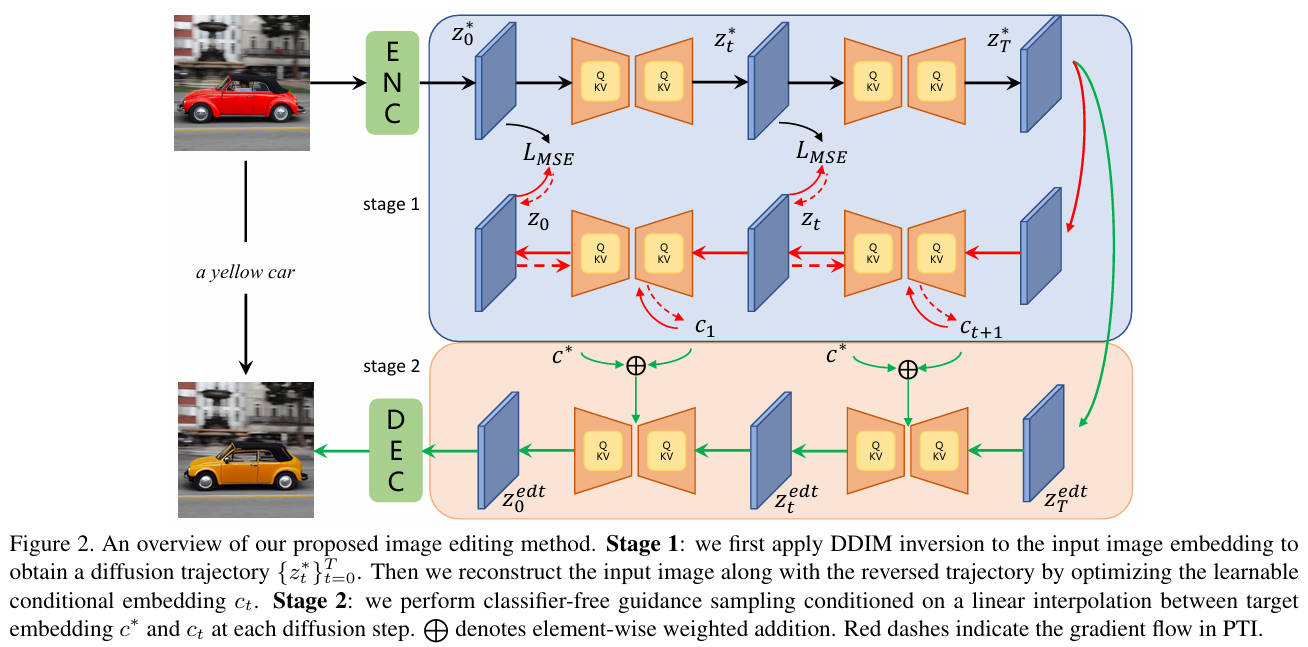 E
N
C
z_0^*
Q
KV
Q
KV
z_t^*
Q
KV
Q
KV
z_T^*
L_{MSE}
L_{MSE}
stage 1
z_0
Q
KV
Q
KV
z_t
Q
KV
Q
KV
a yellow car
c_1
c_{t+1}
stage 2
c^*
⊕
c^*
⊕
D
E
C
Q
KV
Q
KV
Q
KV
Q
KV
z_0^{edt}
z_t^{edt}
z_T^{edt}
Figure 2. An overview of our proposed image editing method. Stage 1: we first apply DDIM inversion to the input image embedding to
obtain a diffusion trajectory {z_t^*}_{t=0}^T. Then we reconstruct the input image along with the reversed trajectory by optimizing the learnable
conditional embedding c_t. Stage 2: we perform classifier-free guidance sampling conditioned on a linear interpolation between target
embedding c^* and c_t at each diffusion step. ⊕ denotes element-wise weighted addition. Red dashes indicate the gradient flow in PTI.